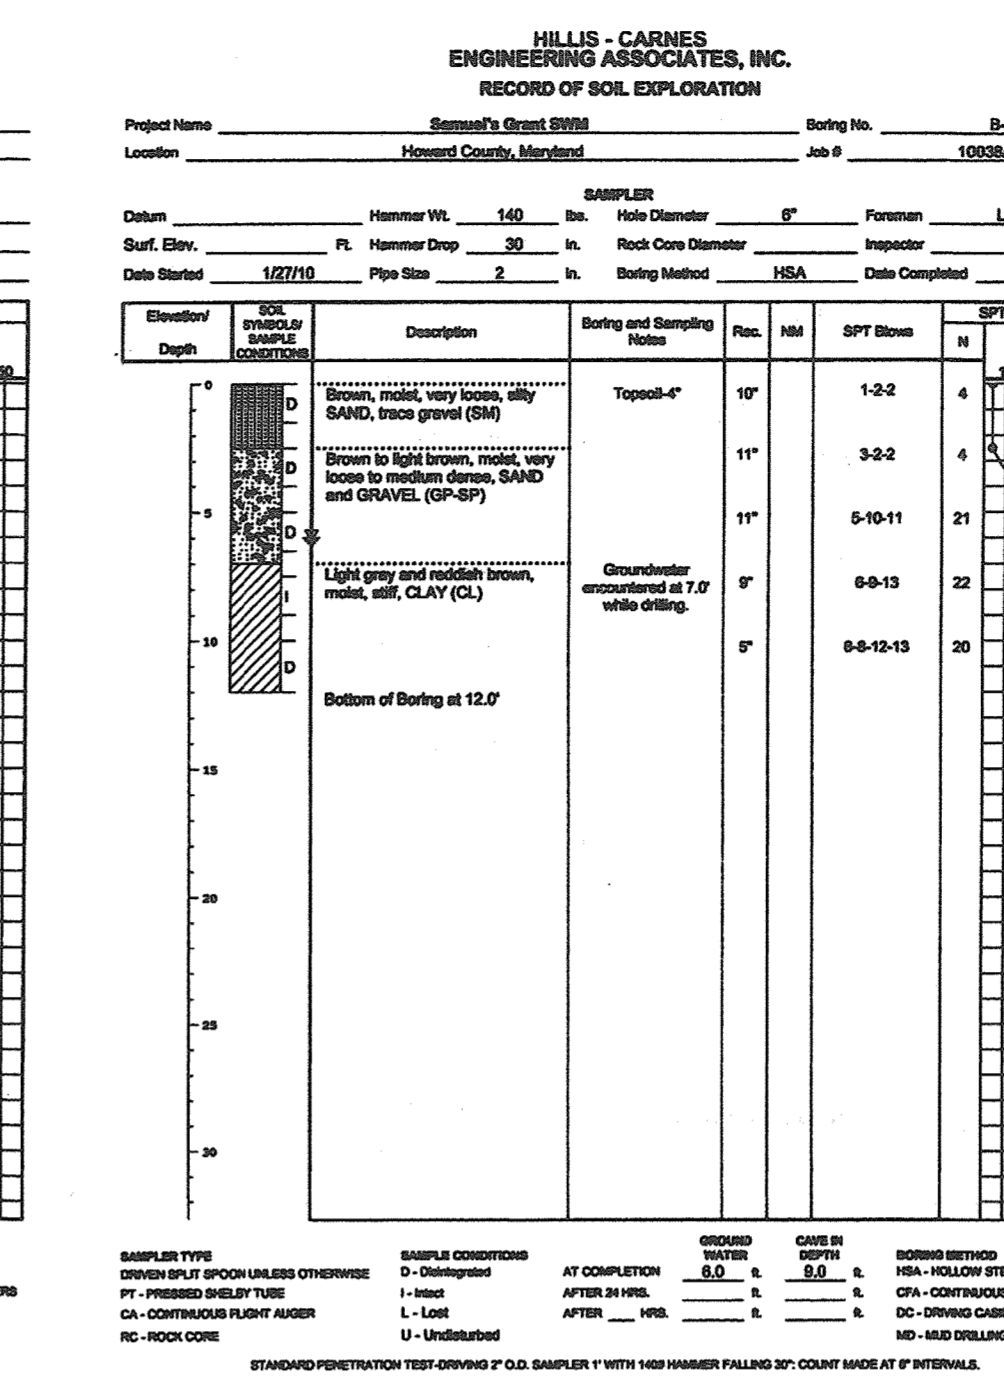 HILLIS - CARNES
ENGINEERING ASSOCIATES, INC.
RECORD OF SOIL EXPLORATION
Project Name Samuel's Grant SWM Boring No. B-
Location Howard County, Maryland Job # 10038
SAMPLER
Datum Hammer Wt. 140 lbs. Hole Diameter 6" Foreman L
Surf. Elev. Ft. Hammer Drop 30 in. Rock Core Diameter Inspector
Date Started 1/27/10 Pipe Size 2 in. Boring Method HSA Date Completed
Elevation/
Depth
SOIL
SYMBOLS/
SAMPLE
CONDITIONS
Description
Boring and Sampling
Notes
Rec. NM SPT Blows
SPT
N
0
D
Brown, moist, very loose, silty
SAND, trace gravel (SM)
Topsoil-4" 10" 1-2-2 4
D
Brown to light brown, moist, very
loose to medium dense, SAND
and GRAVEL (GP-SP)
11" 3-2-2 4
5
D
11" 5-10-11 21
Light gray and reddish brown,
moist, stiff, CLAY (CL)
I
Groundwater
encountered at 7.0'
while drilling.
9" 6-9-13 22
10
D
5" 20
Bottom of Boring at 12.0'
15
20
25
30
SAMPLER TYPE
DRIVEN SPLIT SPOON UNLESS OTHERWISE
PT - PRESSED SHELBY TUBE
CA - CONTINUOUS FLIGHT AUGER
RC - ROCK CORE
SAMPLE CONDITIONS
D - Disintegrated
I - Intact
L - Lost
U - Undisturbed
GROUND
WATER
CAVE IN
DEPTH
AT COMPLETION 6.0 ft. 9.0 ft.
AFTER 24 HRS. ft. ft.
AFTER HRS. ft. ft.
BORING METHOD
HSA - HOLLOW STE
CFA - CONTINUOUS
DC - DRIVING CAS
MD - MUD DRILLING
ERS
STANDARD PENETRATION TEST-DRIVING 2" O.D. SAMPLER 1' WITH 140# HAMMER FALLING 30": COUNT MADE AT 6" INTERVALS.